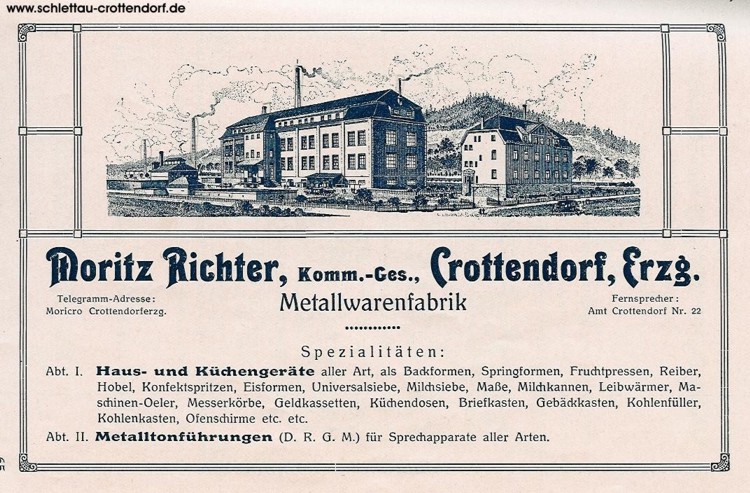 www.schlettau-crottendorf.de
Moritz Richter, Komm.-Ges., Crottendorf, Erzg.
Telegramm-Adresse:
Moricro Crottendorferzg.
Metallwarenfabrik
Fernsprecher:
Amt Crottendorf Nr. 22
Spezialitäten:
Abt. I. Haus- und Küchengeräte aller Art, als Backformen, Springformen, Fruchtpressen, Reiber,
Hobel, Konfektspritzen, Eisformen, Universalsiebe, Milchsiebe, Maße, Milchkannen, Leibwärmer, Ma-
schinen-Oeler, Messerkörbe, Geldkassetten, Küchendosen, Briefkasten, Gebäckkasten, Kohlenfüller,
Kohlenkasten, Ofenschirme etc. etc.
Abt. II. Metalltonführungen (D. R. G. M.) für Sprechapparate aller Arten.